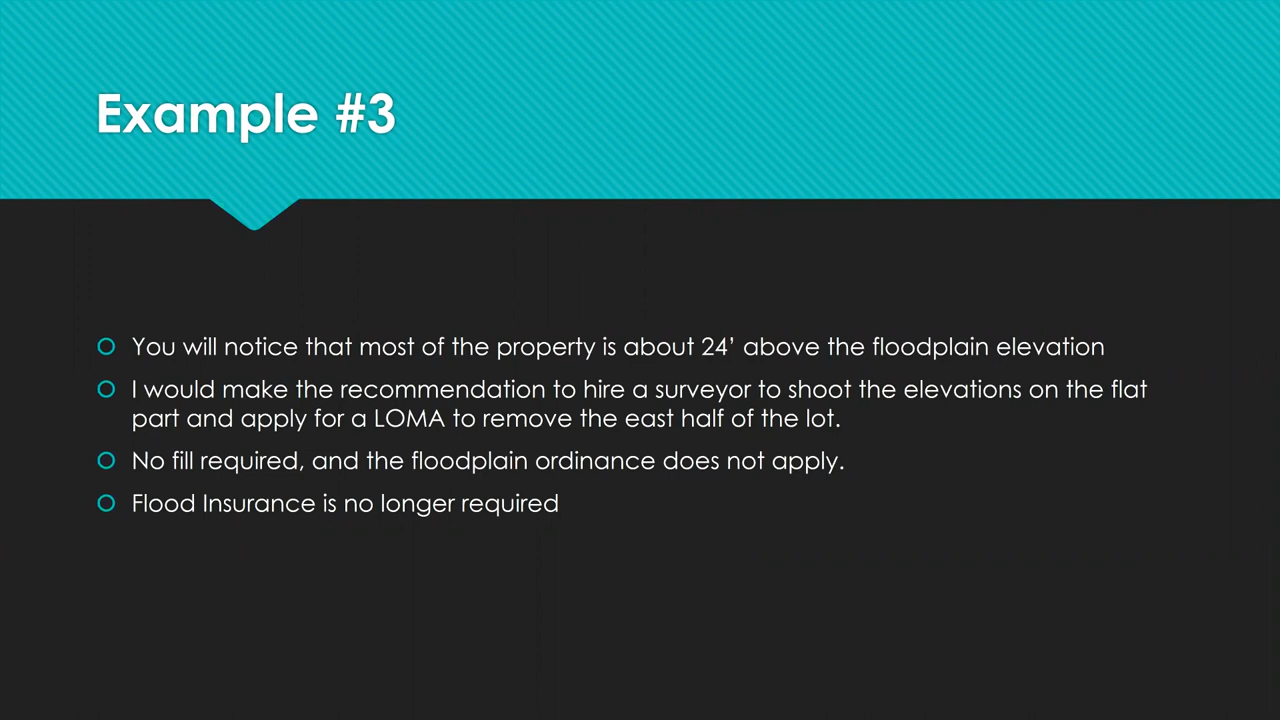 Example #3
You will notice that most of the property is about 24’ above the floodplain elevation
I would make the recommendation to hire a surveyor to shoot the elevations on the flat
part and apply for a LOMA to remove the east half of the lot.
No fill required, and the floodplain ordinance does not apply.
Flood Insurance is no longer required